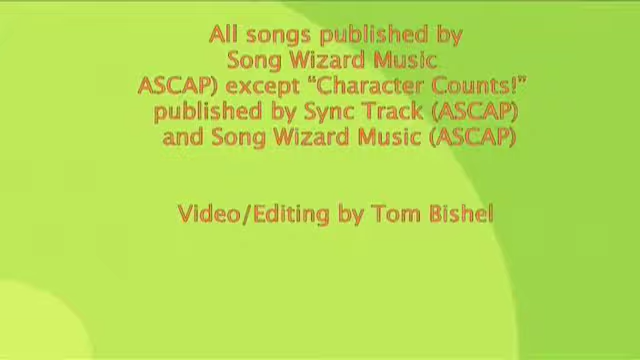 All songs published by
Song Wizard Music
ASCAP) except “Character Counts!”
published by Sync Track (ASCAP)
and Song Wizard Music (ASCAP)
Video/Editing by Tom Bishel